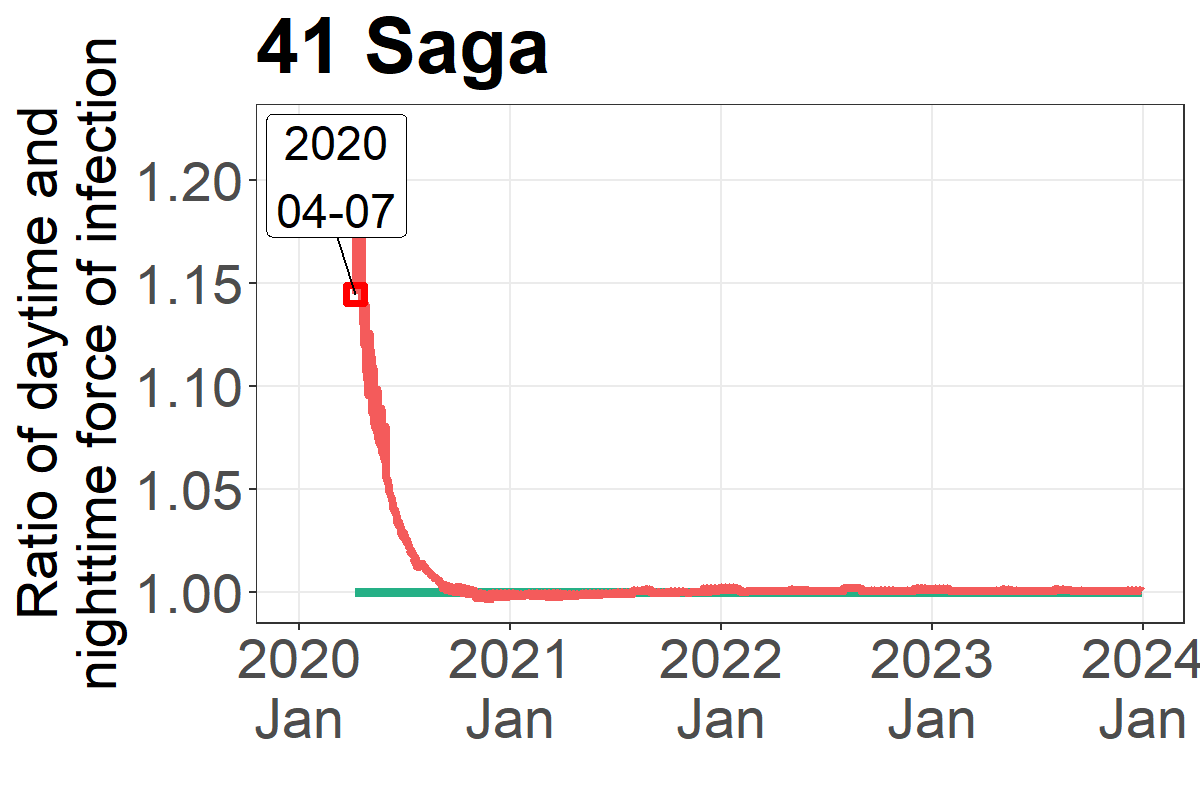 41 Saga
Ratio of daytime and
nighttime force of infection
2020
04-07
1.20
1.15
1.10
1.05
1.00
2020
Jan
2021
Jan
2022
Jan
2023
Jan
2024
Jan